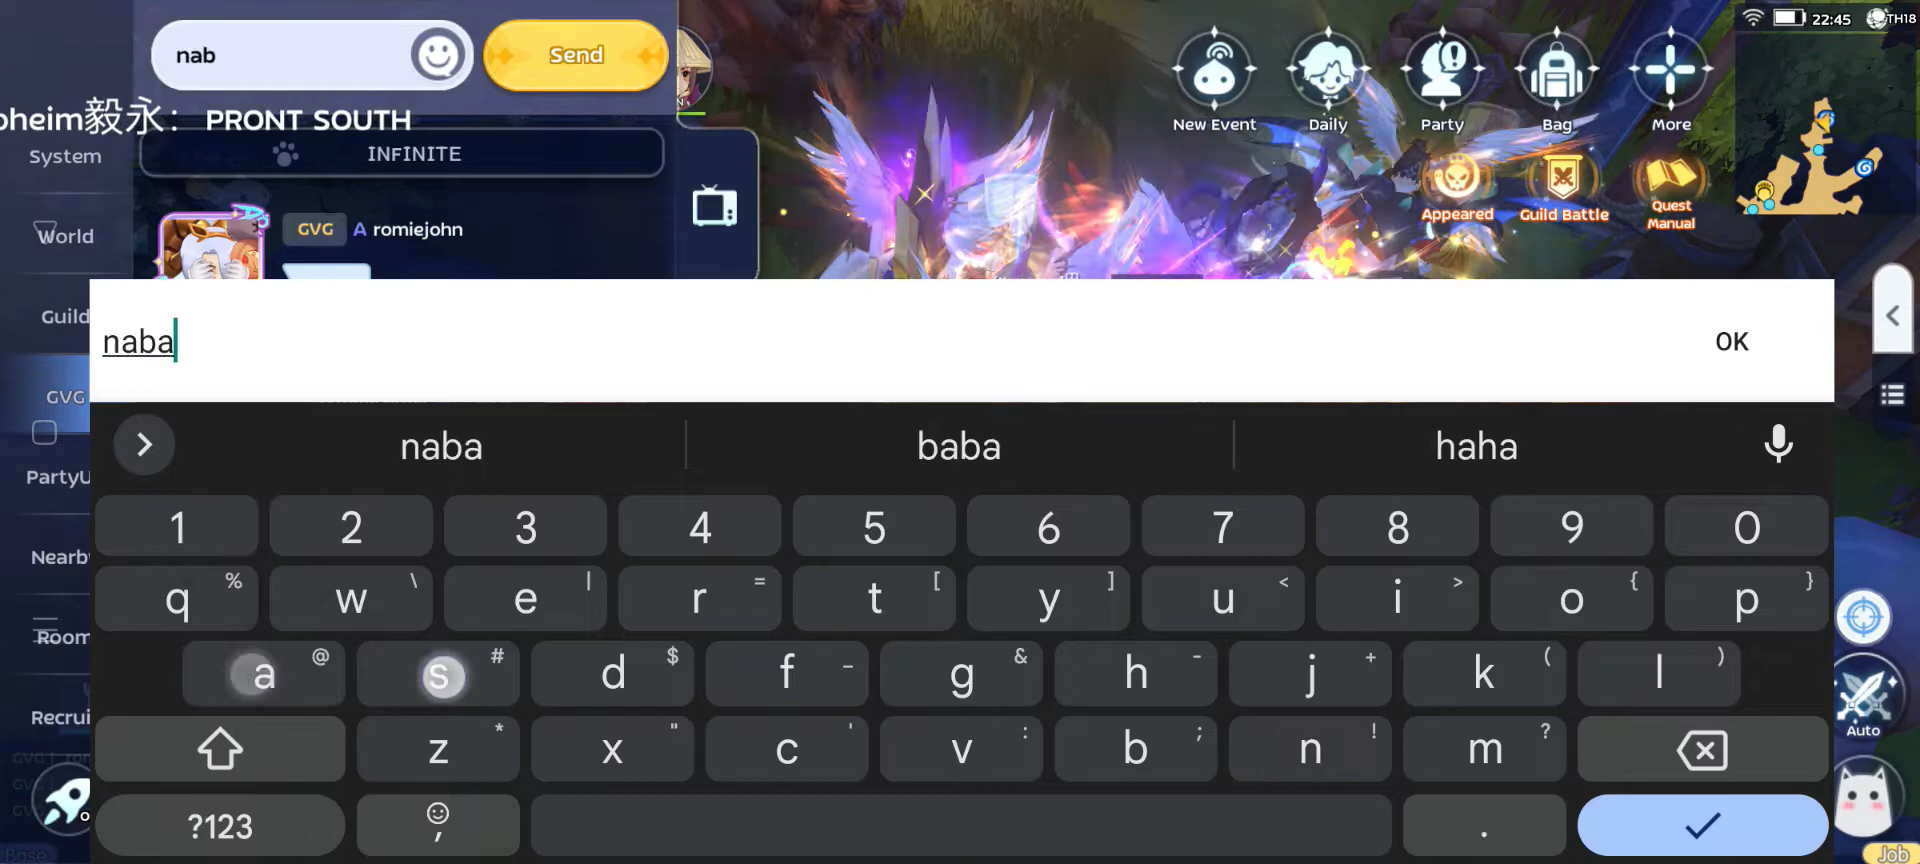 nab
Send
22:45
TH18
oheim毅永： PRONT SOUTH
System
INFINITE
New Event
Daily
Party
Bag
More
World
GVG A romiejohn
Appeared
Guild Battle
Quest
Manual
Guild
naba
OK
GVG
naba
baba
haha
PartyU
1 2 3 4 5 6 7 8 9 0
Nearb
q % w \ e | r = t [ y ] u < i > o { p }
Room
a @ s # d $ f _ g & h - j + k ( l )
Recrui
z * x " c ' v : b ; n ! m ?
Auto
?123
,
.
Base
Job